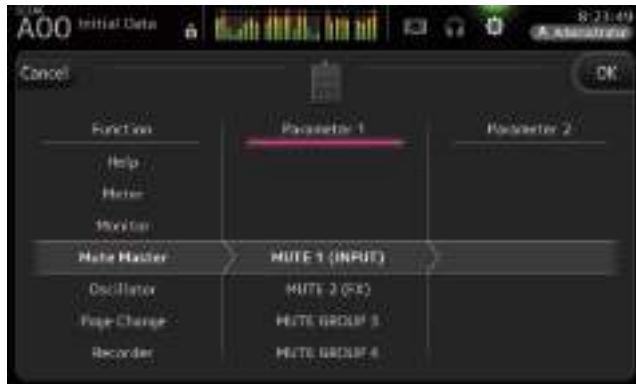 A00 Initial Data
8:23:49
Administrator
Cancel
OK
Function Parameter 1 Parameter 2
Help
Meter
Monitor
Mute Master MUTE 1 (INPUT)
Oscillator MUTE 2 (FX)
Page Change MUTE GROUP 3
Recorder MUTE GROUP 4